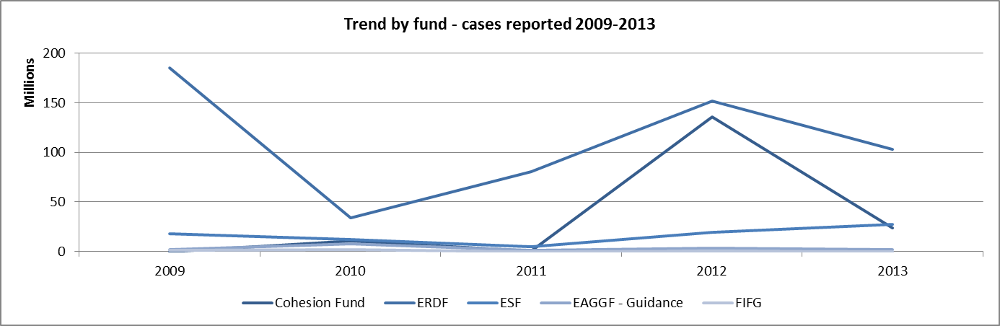 Trend by fund - cases reported 2009-2013
Millions
200
150
100
50
0
2009 2010 2011 2012 2013
Cohesion Fund ERDF ESF EAGGF - Guidance FIFG